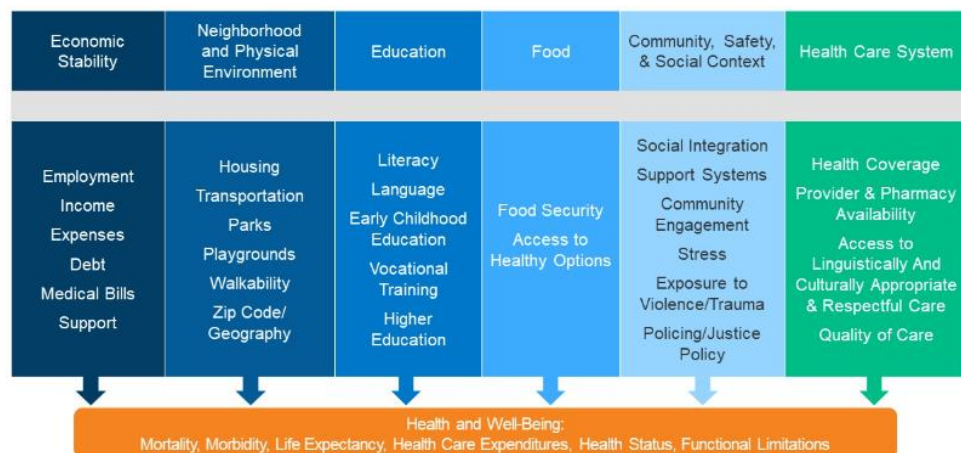 Economic
Stability
Neighborhood
and Physical
Environment
Education
Food
Community, Safety,
& Social Context
Health Care System
Employment
Income
Expenses
Debt
Medical Bills
Support
Housing
Transportation
Parks
Playgrounds
Walkability
Zip Code/
Geography
Literacy
Language
Early Childhood
Education
Vocational
Training
Higher
Education
Food Security
Access to
Healthy Options
Social Integration
Support Systems
Community
Engagement
Stress
Exposure to
Violence/Trauma
Policing/Justice
Policy
Health Coverage
Provider & Pharmacy
Availability
Access to
Linguistically And
Culturally Appropriate
& Respectful Care
Quality of Care
Health and Well-Being:
Mortality, Morbidity, Life Expectancy, Health Care Expenditures, Health Status, Functional Limitations